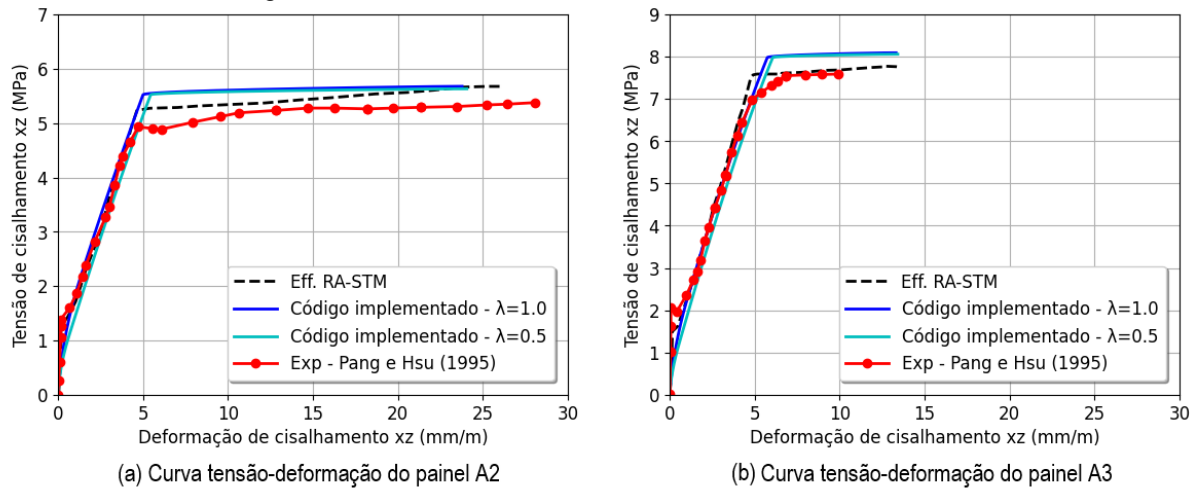 7
6
5
4
3
2
1
0
Tensão de cisalhamento xz (MPa)
Eff. RA-STM
Código implementado - λ=1.0
Código implementado - λ=0.5
Exp - Pang e Hsu (1995)
0 5 10 15 20 25 30
Deformação de cisalhamento xz (mm/m)
(a) Curva tensão-deformação do painel A2
9
8
7
6
5
4
3
2
1
0
Tensão de cisalhamento xz (MPa)
Eff. RA-STM
Código implementado - λ=1.0
Código implementado - λ=0.5
Exp - Pang e Hsu (1995)
0 5 10 15 20 25 30
Deformação de cisalhamento xz (mm/m)
(b) Curva tensão-deformação do painel A3